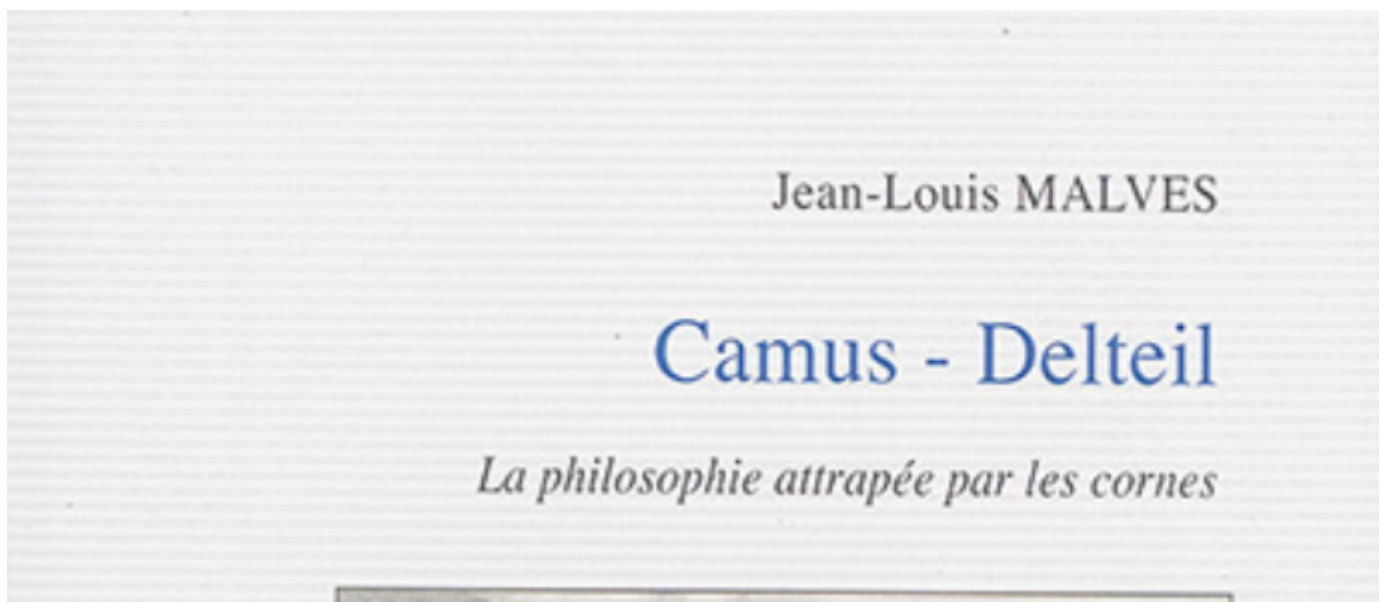 Jean-Louis MALVES
Camus - Delteil
La philosophie attrapée par les cornes